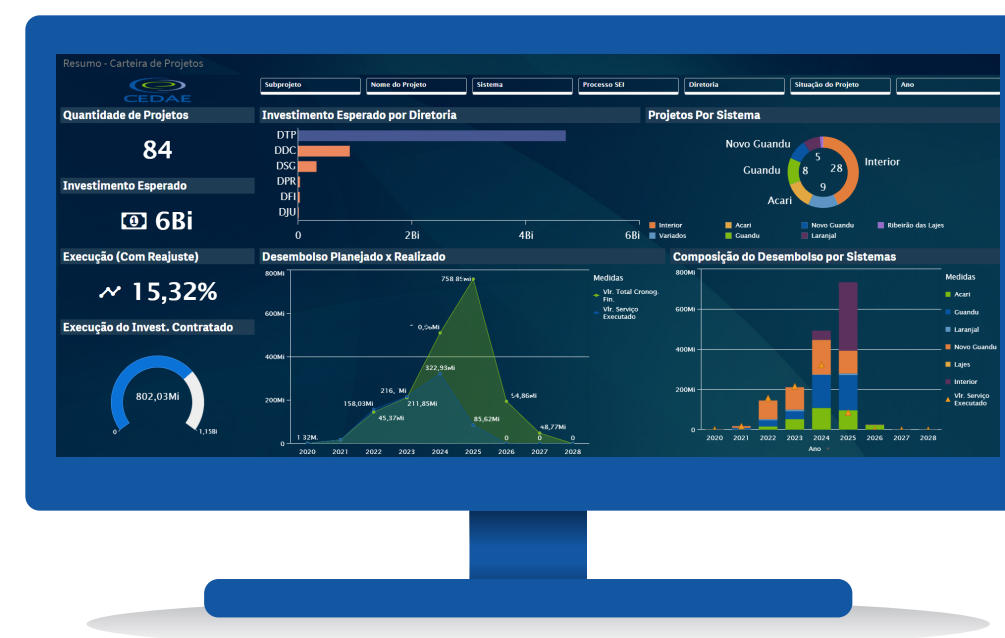 Resumo - Carteira de Projetos
CEDAE
Subprojeto
Nome do Projeto
Sistema
Processo SEI
Diretoria
Situação do Projeto
Ano
Quantidade de Projetos
84
Investimento Esperado
6Bi
Execução (Com Reajuste)
15,32%
Execução do Invest. Contratado
802,03Mi
0
1,15Bi
Investimento Esperado por Diretoria
DTP
DDC
DSG
DPR
DFI
DJU
0 2Bi 4Bi 6Bi
Projetos Por Sistema
Novo Guandu
Guandu
Acari
Interior
5
8
28
9
Interior
Acari
Novo Guandu
Ribeirão das Lajes
Variados
Guandu
Laranjal
Desembolso Planejado x Realizado
800Mi
600Mi
400Mi
200Mi
0
758,85Mi
322,93Mi
158,03Mi
211,85Mi
45,37Mi
85,62Mi
48,77Mi
0 0 0
2020 2021 2022 2023 2024 2025 2026 2027 2028
Medidas
Vlr. Total Cronog.
Fin.
Vlr. Serviço
Executado
Composição do Desembolso por Sistemas
800Mi
600Mi
400Mi
200Mi
0
2020 2021 2022 2023 2024 2025 2026 2027 2028
Ano
Medidas
Acari
Guandu
Laranjal
Novo Guandu
Lajes
Interior
Vlr. Serviço
Executado